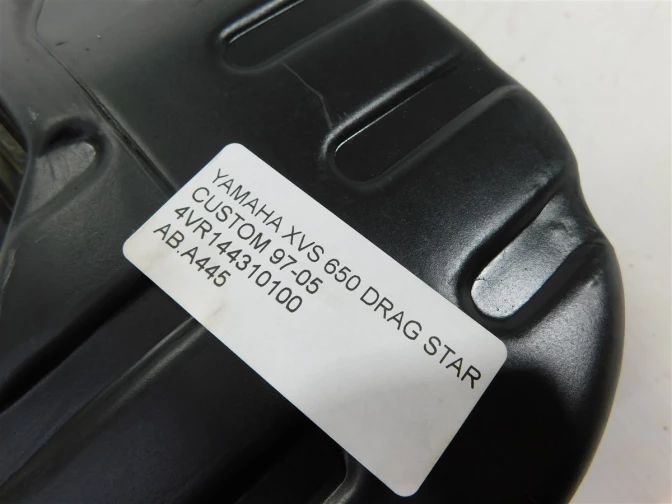 YAMAHA XVS 650 DRAG STAR
CUSTOM 97-05
4VR144310100
AB.A445